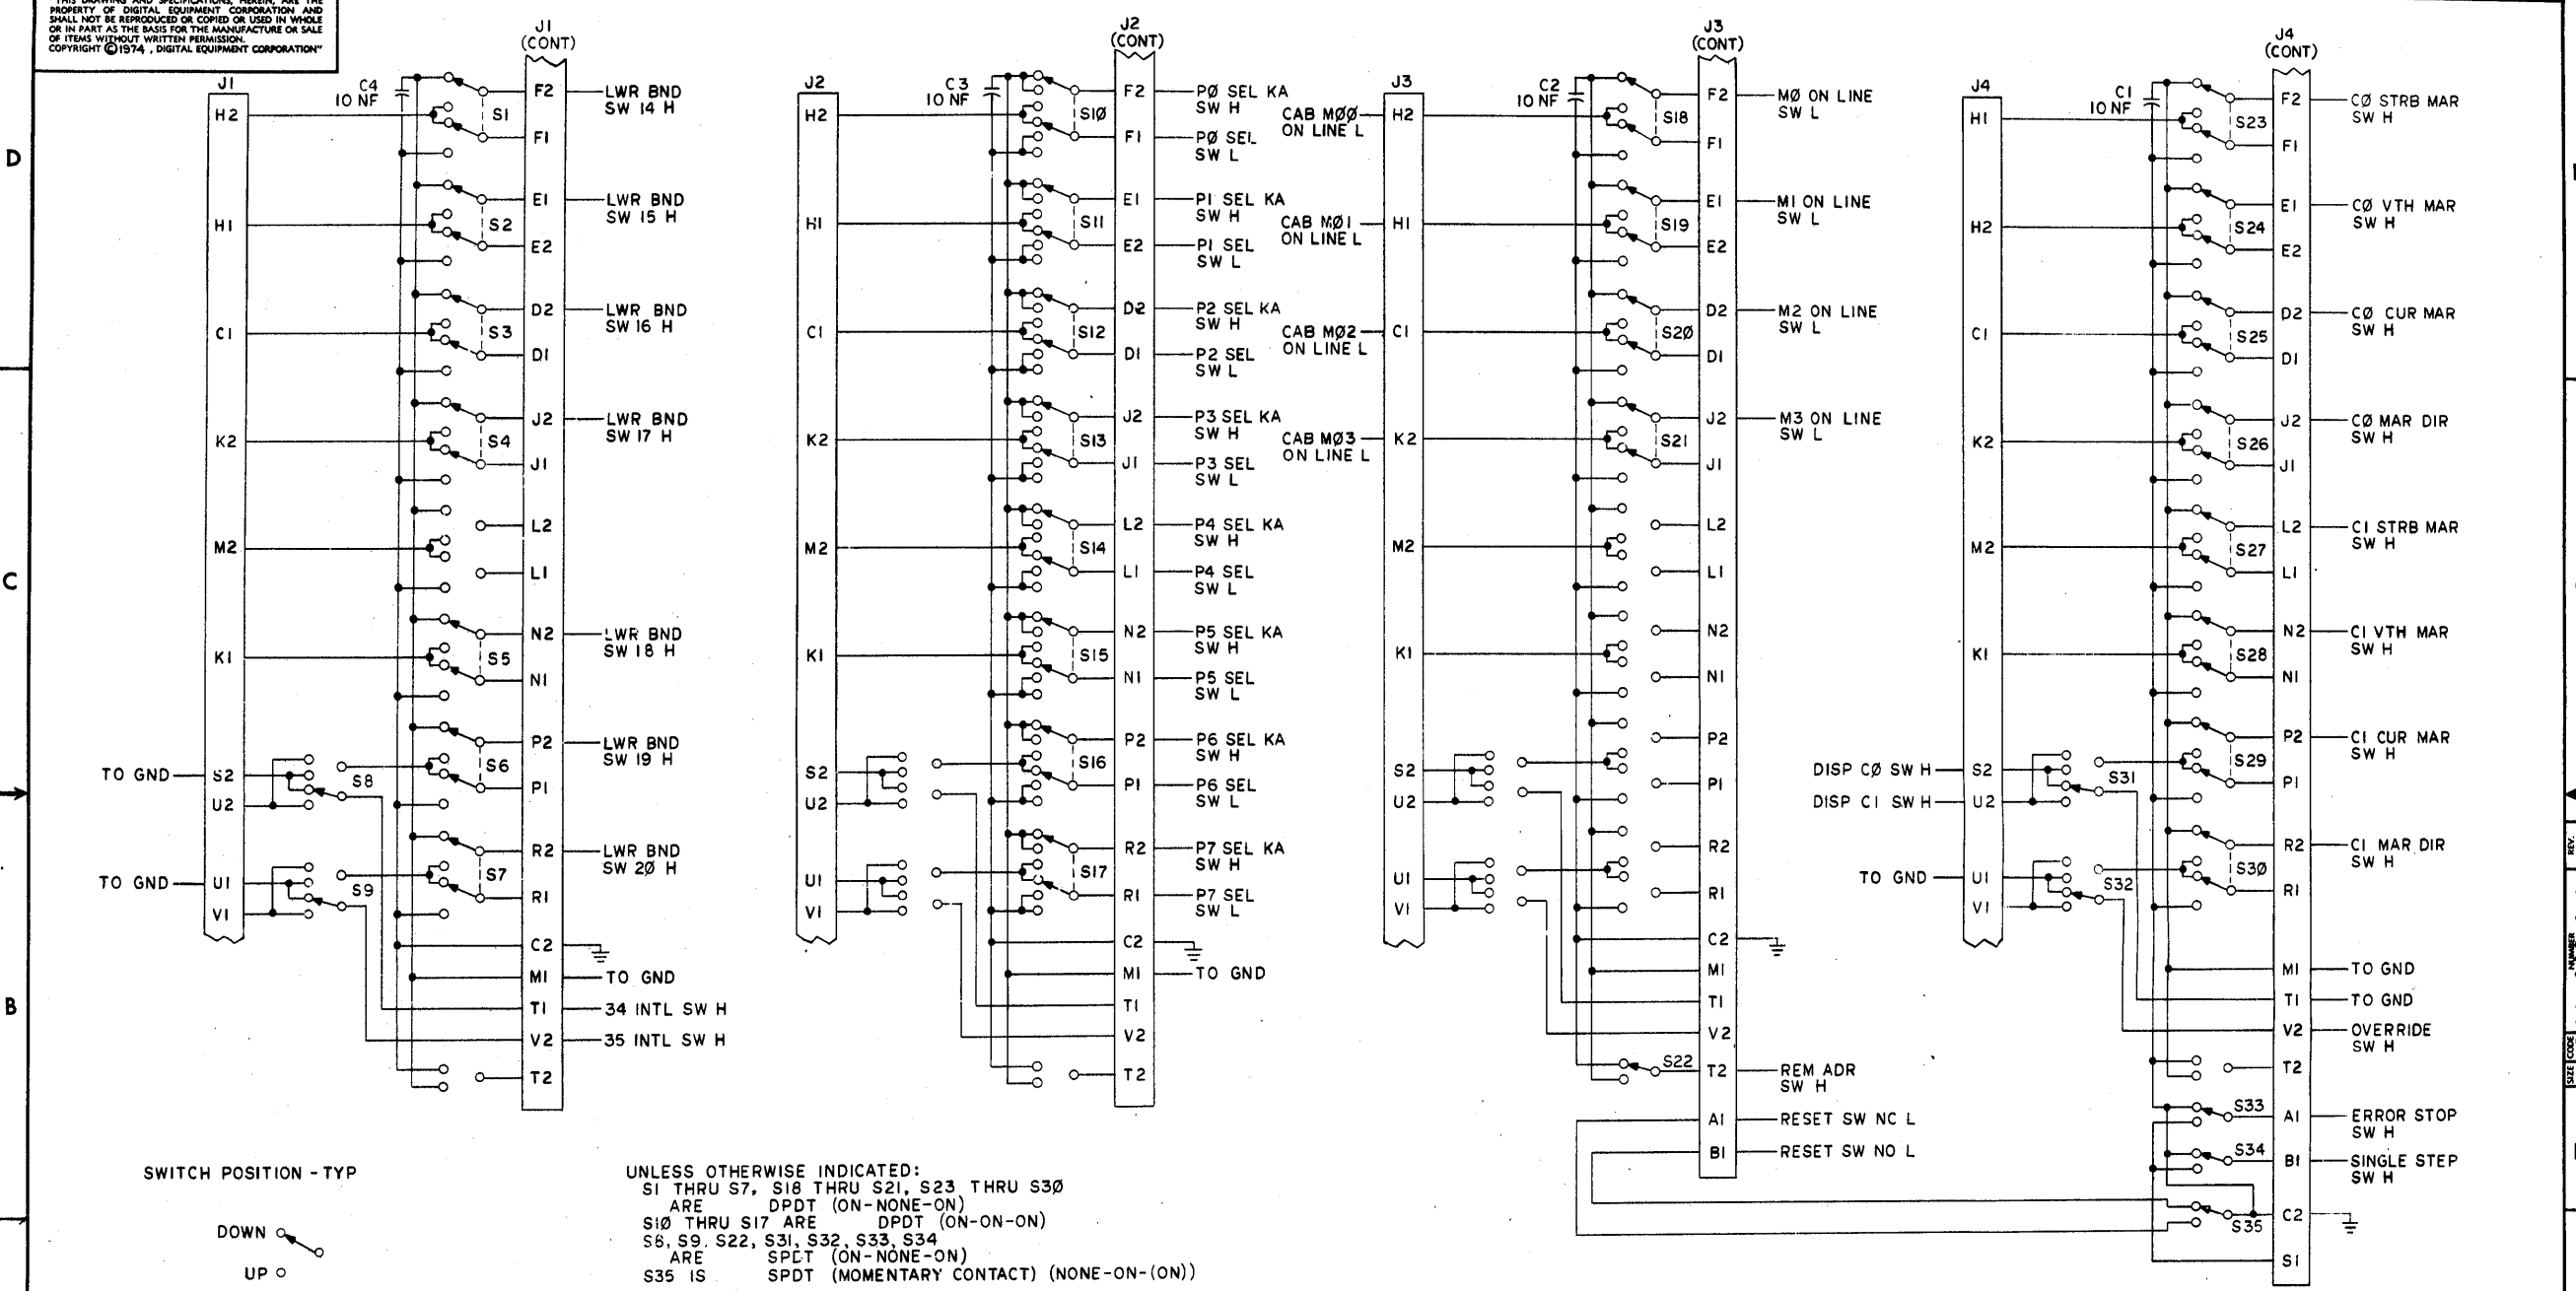 "THIS DRAWING AND SPECIFICATIONS, HEREIN, ARE THE
PROPERTY OF DIGITAL EQUIPMENT CORPORATION AND
SHALL NOT BE REPRODUCED OR COPIED OR USED IN WHOLE
OR IN PART AS THE BASIS FOR THE MANUFACTURE OR SALE
OF ITEMS WITHOUT WRITTEN PERMISSION.
COPYRIGHT ©1974, DIGITAL EQUIPMENT CORPORATION"
D
C
B
J1
H2
H1
C1
K2
M2
K1
TO GND
S2
U2
TO GND
U1
V1
C4
10 NF
S1
S2
S3
S4
S5
S6
S7
S8
S9
J1
(CONT)
F2
LWR BND
SW 14 H
F1
E1
LWR BND
SW 15 H
E2
D2
LWR BND
SW 16 H
D1
J2
LWR BND
SW 17 H
J1
L2
L1
N2
LWR BND
SW 18 H
N1
P2
LWR BND
SW 19 H
P1
R2
LWR BND
SW 2Ø H
R1
C2
M1
TO GND
T1
34 INTL SW H
V2
35 INTL SW H
T2
J2
H2
H1
C1
K2
M2
K1
S2
U2
U1
V1
C3
10 NF
S1Ø
S11
S12
S13
S14
S15
S16
S17
J2
(CONT)
F2
PØ SEL KA
SW H
F1
PØ SEL
SW L
E1
P1 SEL KA
SW H
E2
P1 SEL
SW L
D2
P2 SEL KA
SW H
D1
P2 SEL
SW L
J2
P3 SEL KA
SW H
J1
P3 SEL
SW L
L2
P4 SEL KA
SW H
L1
P4 SEL
SW L
N2
P5 SEL KA
SW H
N1
P5 SEL
SW L
P2
P6 SEL KA
SW H
P1
P6 SEL
SW L
R2
P7 SEL KA
SW H
R1
P7 SEL
SW L
C2
M1
TO GND
T1
V2
T2
J3
CAB MØØ
ON LINE L
H2
CAB MØ1
ON LINE L
H1
CAB MØ2
ON LINE L
C1
CAB MØ3
ON LINE L
K2
M2
K1
S2
U2
U1
V1
C2
10 NF
S18
S19
S2Ø
S21
S22
J3
(CONT)
F2
MØ ON LINE
SW L
F1
E1
M1 ON LINE
SW L
E2
D2
M2 ON LINE
SW L
D1
J2
M3 ON LINE
SW L
J1
L2
L1
N2
N1
P2
P1
R2
R1
C2
M1
T1
V2
T2
REM ADR
SW H
A1
RESET SW NC L
B1
RESET SW NO L
J4
H1
H2
C1
K2
M2
K1
DISP CØ SW H
S2
DISP C1 SW H
U2
TO GND
U1
V1
C1
10 NF
S23
S24
S25
S26
S27
S28
S29
S3Ø
S31
S32
S33
S34
S35
J4
(CONT)
F2
CØ STRB MAR
SW H
F1
E1
CØ VTH MAR
SW H
E2
D2
CØ CUR MAR
SW H
D1
J2
CØ MAR DIR
SW H
J1
L2
C1 STRB MAR
SW H
L1
N2
C1 VTH MAR
SW H
N1
P2
C1 CUR MAR
SW H
P1
R2
C1 MAR DIR
SW H
R1
M1
TO GND
T1
TO GND
V2
OVERRIDE
SW H
T2
A1
ERROR STOP
SW H
B1
SINGLE STEP
SW H
C2
S1
SWITCH POSITION - TYP
DOWN
UP
UNLESS OTHERWISE INDICATED:
S1 THRU S7, S18 THRU S21, S23 THRU S3Ø
ARE DPDT (ON-NONE-ON)
S1Ø THRU S17 ARE DPDT (ON-ON-ON)
S8, S9, S22, S31, S32, S33, S34
ARE SPDT (ON-NONE-ON)
S35 IS SPDT (MOMENTARY CONTACT) (NONE-ON-(ON))
REV.
NUMBER
SIZE CODE